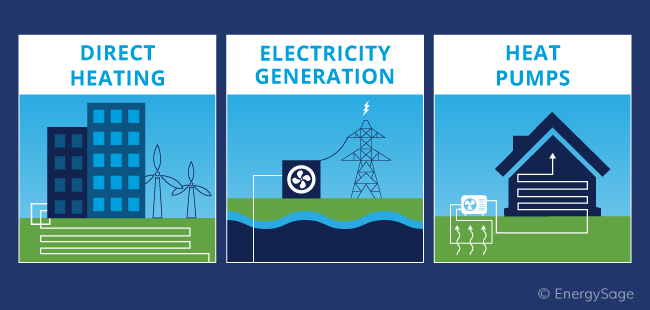 DIRECT
HEATING
ELECTRICITY
GENERATION
HEAT
PUMPS
© EnergySage